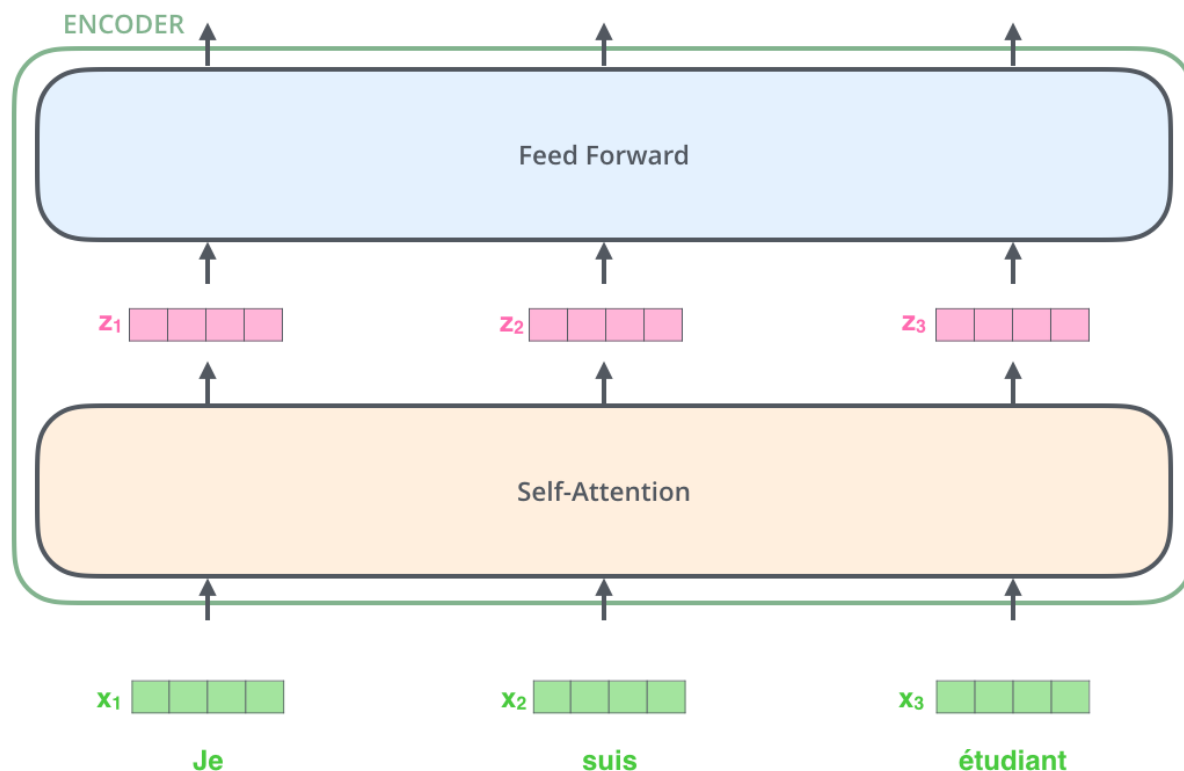 ENCODER
Feed Forward
z₁ z₂ z₃
Self-Attention
x₁ x₂ x₃
Je suis étudiant